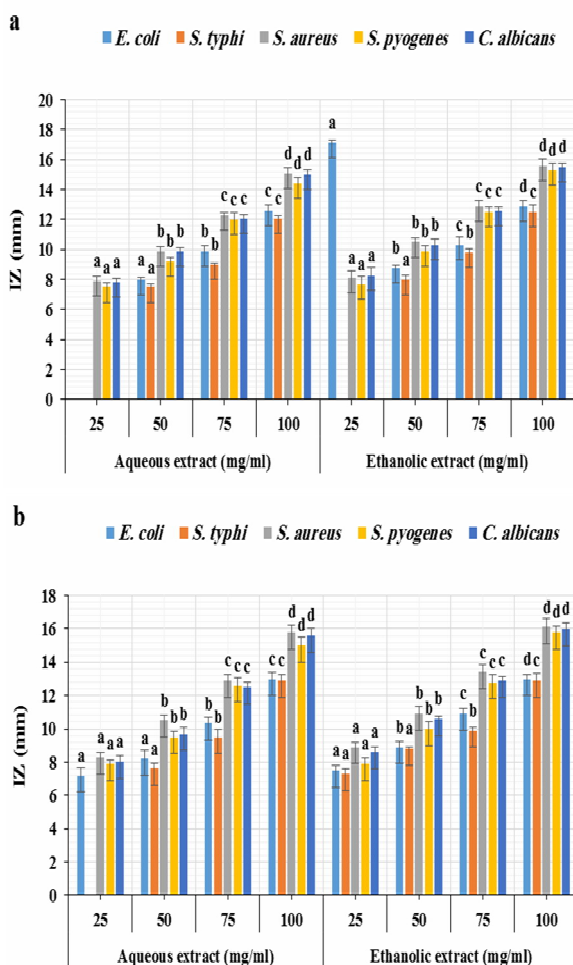 a
E. coli S. typhi S. aureus S. pyogenes C. albicans
20
18
16
14
12
10
8
6
4
2
0
IZ (mm)
a a a a a b b b b b c c c c c d d d a a a a b a b b b c b c c c d c d d d
25 50 75 100 25 50 75 100
Aqueous extract (mg/ml) Ethanolic extract (mg/ml)
b
E. coli S. typhi S. aureus S. pyogenes C. albicans
18
16
14
12
10
8
6
4
2
0
IZ (mm)
a a a a a a b b b b b c c c c c d d d a a a a a b a b b b c b c c c d c d d d
25 50 75 100 25 50 75 100
Aqueous extract (mg/ml) Ethanolic extract (mg/ml)